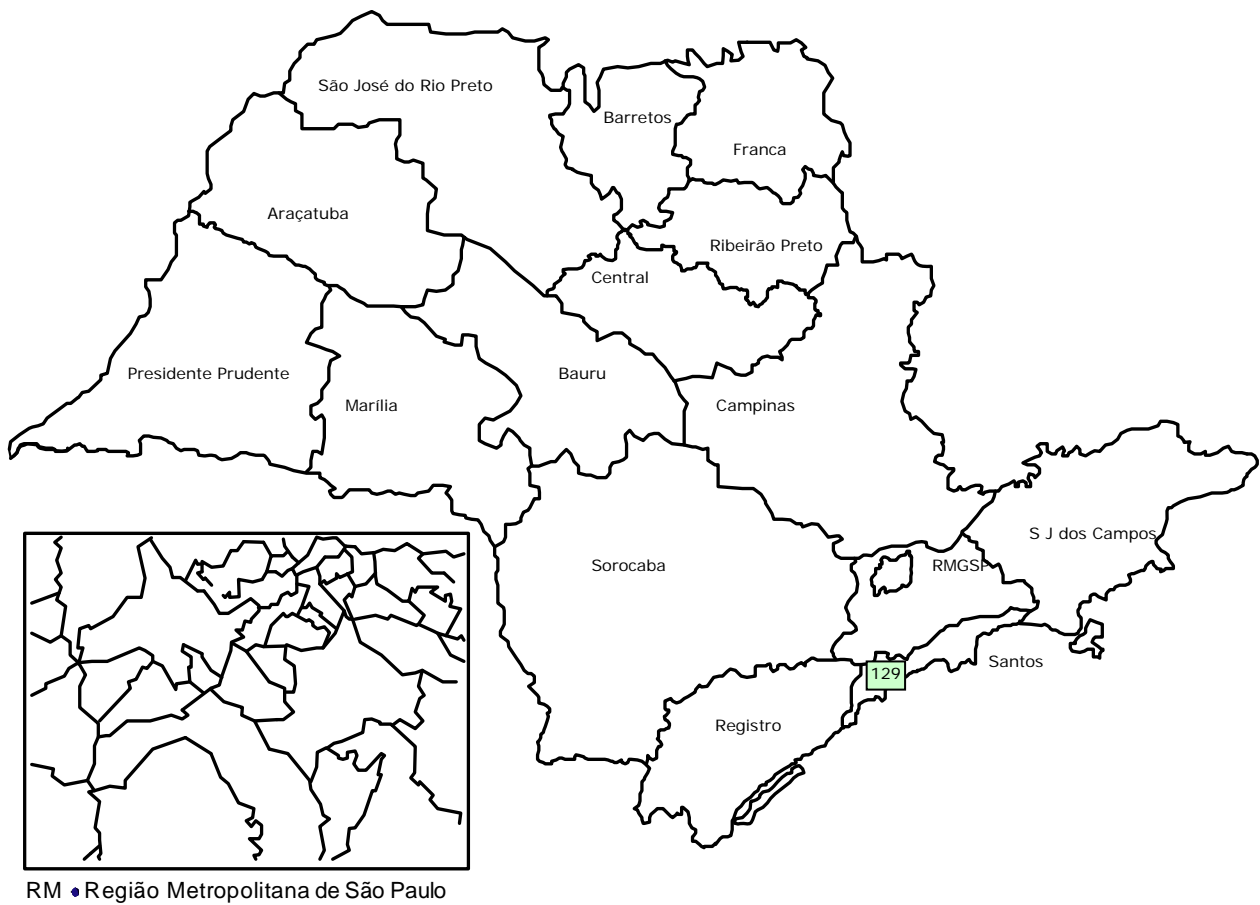 São José do Rio Preto
Barretos
Franca
Araçatuba
Ribeirão Preto
Central
Presidente Prudente
Bauru
Marília
Campinas
S J dos Campos
Sorocaba
RMGSP
Santos
129
Registro
RM • Região Metropolitana de São Paulo